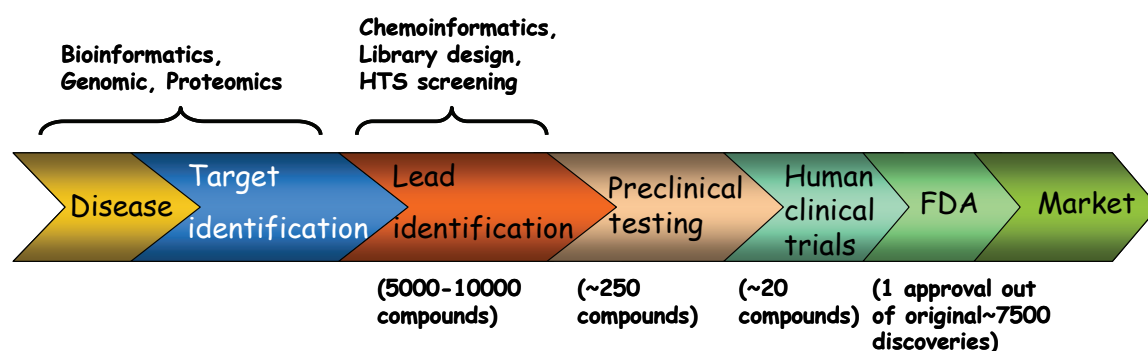 Bioinformatics,
Genomic, Proteomics
Chemoinformatics,
Library design,
HTS screening
Disease
Target
identification
Lead
identification
Preclinical
testing
Human
clinical
trials
FDA
Market
(5000-10000
compounds)
(~250
compounds)
(~20
compounds)
(1 approval out
of original~7500
discoveries)